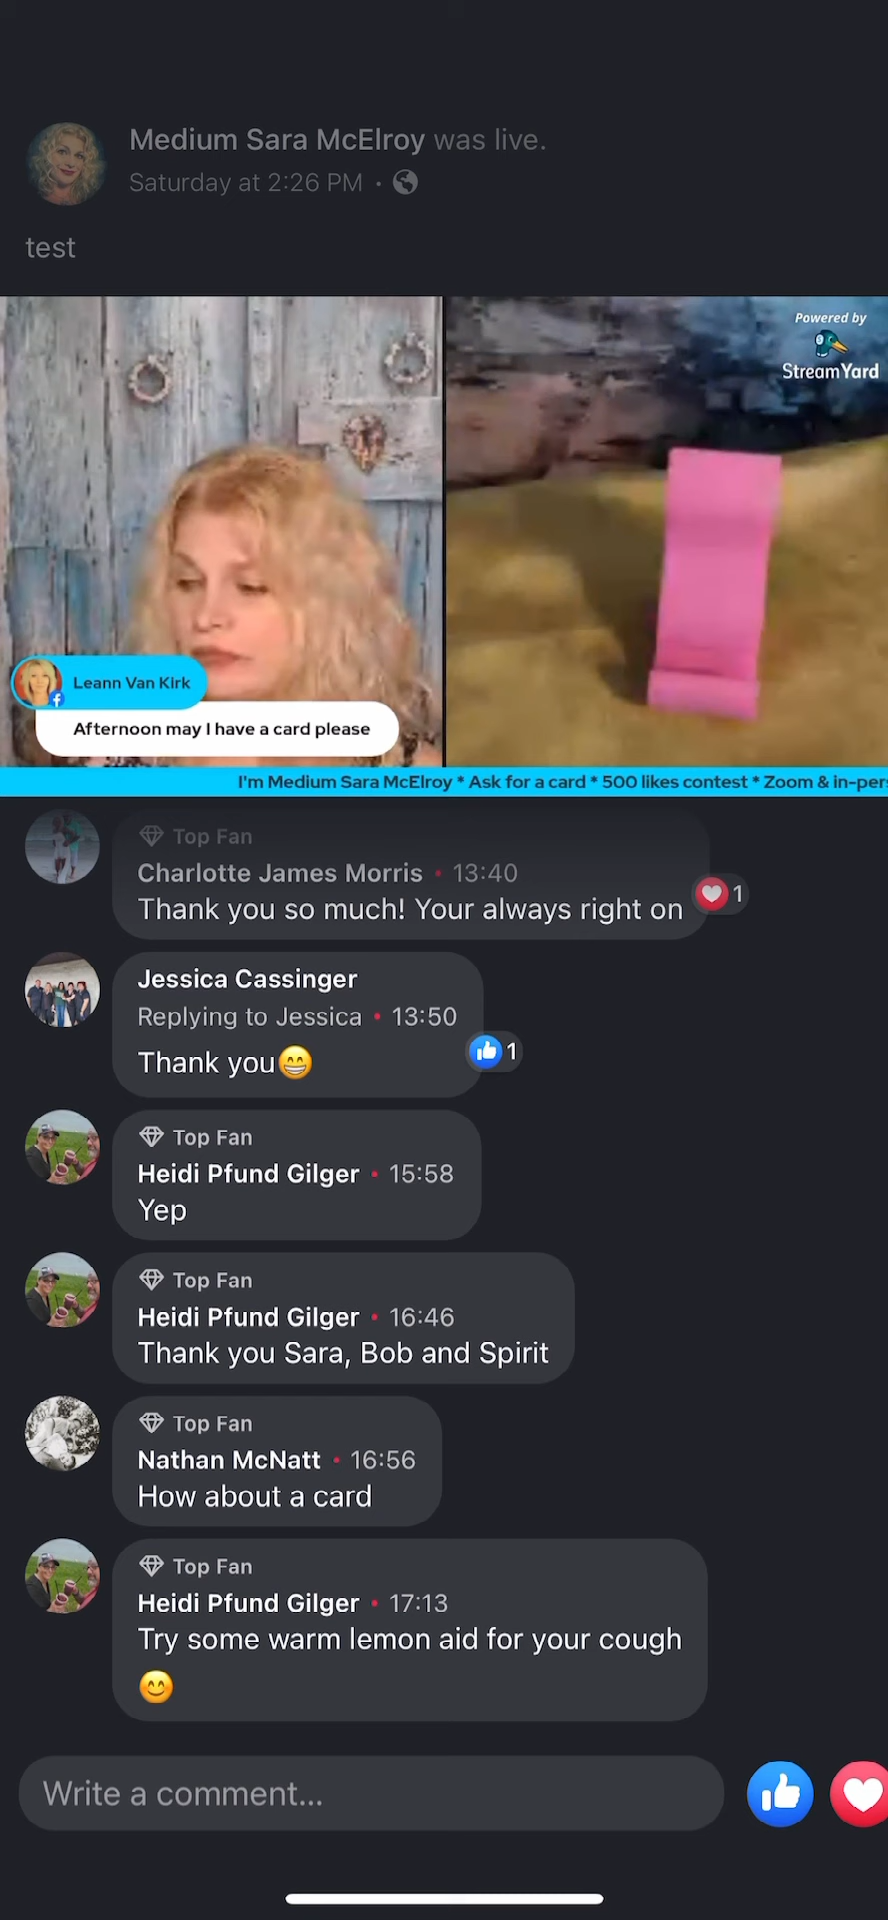 Medium Sara McElroy was live.
Saturday at 2:26 PM ·
test
Powered by
StreamYard
Leann Van Kirk
Afternoon may I have a card please
I'm Medium Sara McElroy * Ask for a card * 500 likes contest * Zoom & in-pers
Top Fan
Charlotte James Morris • 13:40
Thank you so much! Your always right on
1
Jessica Cassinger
Replying to Jessica • 13:50
Thank you😁
1
Top Fan
Heidi Pfund Gilger • 15:58
Yep
Top Fan
Heidi Pfund Gilger • 16:46
Thank you Sara, Bob and Spirit
Top Fan
Nathan McNatt • 16:56
How about a card
Top Fan
Heidi Pfund Gilger • 17:13
Try some warm lemon aid for your cough
😊
Write a comment...